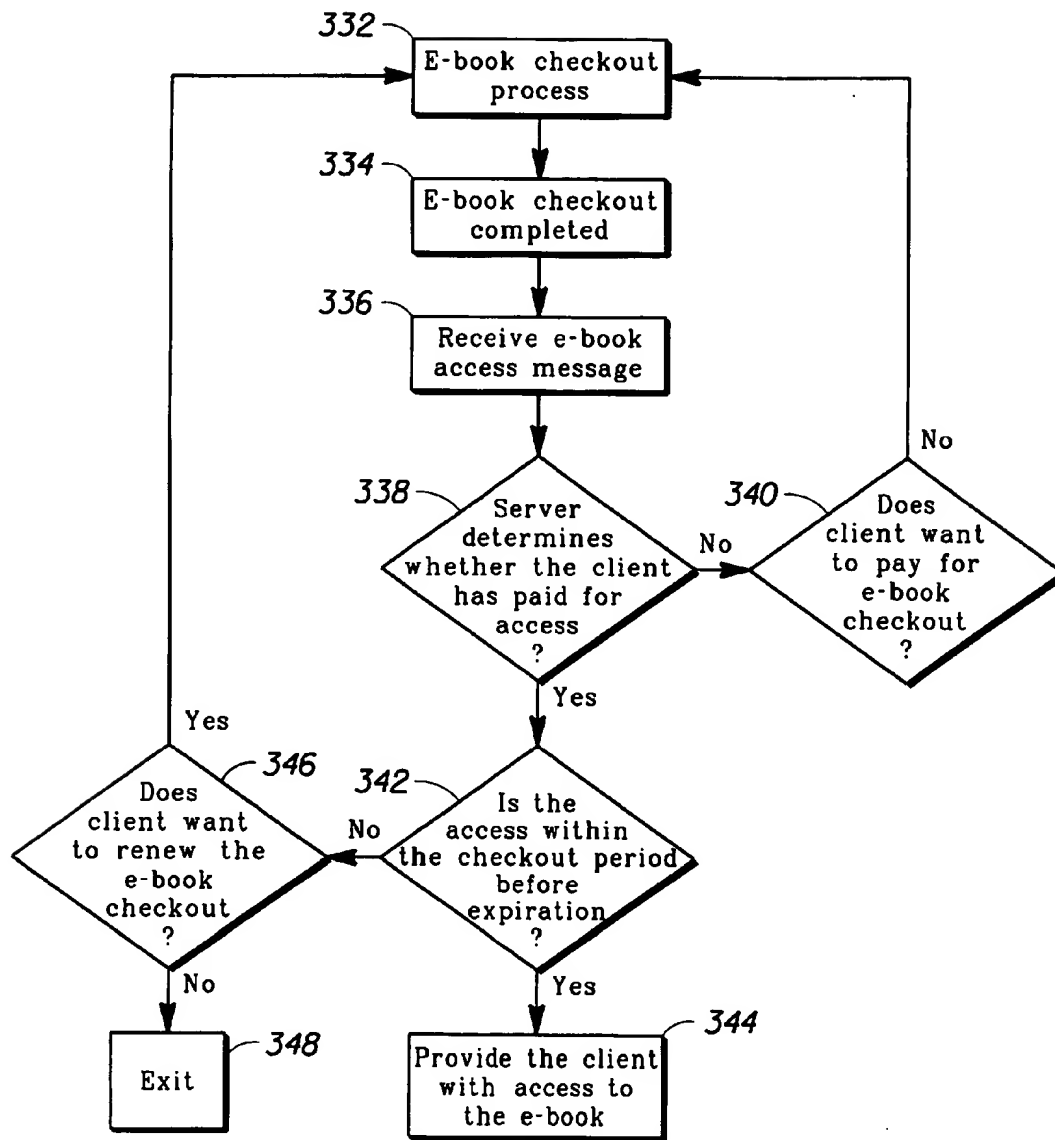 332
E-book checkout
process
334
E-book checkout
completed
336
Receive e-book
access message
338
Server
determines
whether the client
has paid for
access
?
No
Yes
340
Does
client want
to pay for
e-book
checkout
?
No
342
Is the
access within
the checkout period
before
expiration
?
No
Yes
346
Does
client want
to renew the
e-book
checkout
?
Yes
No
348
Exit
344
Provide the client
with access to
the e-book